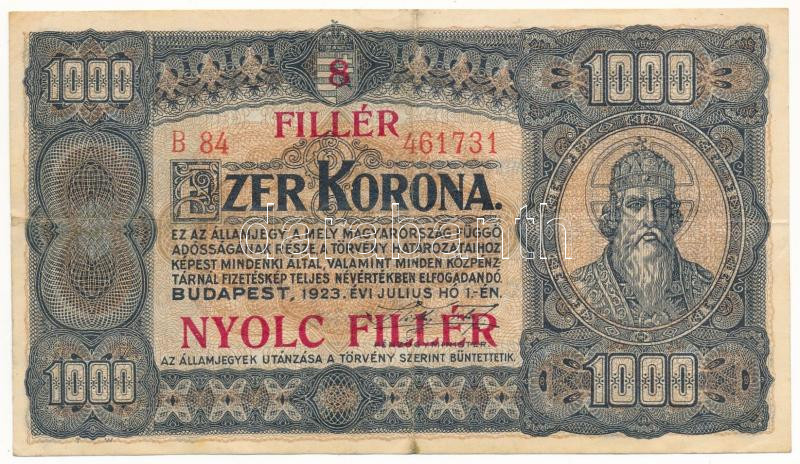 1000 1000
8
FILLÉR
B 84 461731
EZER KORONA.
EZ AZ ÁLLAMJEGY, A MELY MAGYARORSZÁG FÜGGŐ
ADÓSSÁGÁNAK RÉSZE A TÖRVÉNY HATÁROZATAIHOZ
KÉPEST MINDENKI ÁLTAL, VALAMINT MINDEN KÖZPÉNZ-
TÁRNÁL FIZETÉSKÉP TELJES NÉVÉRTÉKBEN ELFOGADANDÓ.
BUDAPEST, 1923. ÉVI JULIUS HÓ 1.-ÉN.
NYOLC FILLÉR
PÉNZÜGYMINISTER.
AZ ÁLLAMJEGYEK UTÁNZÁSA A TÖRVÉNY SZERINT BÜNTETTETIK.
1000 1000